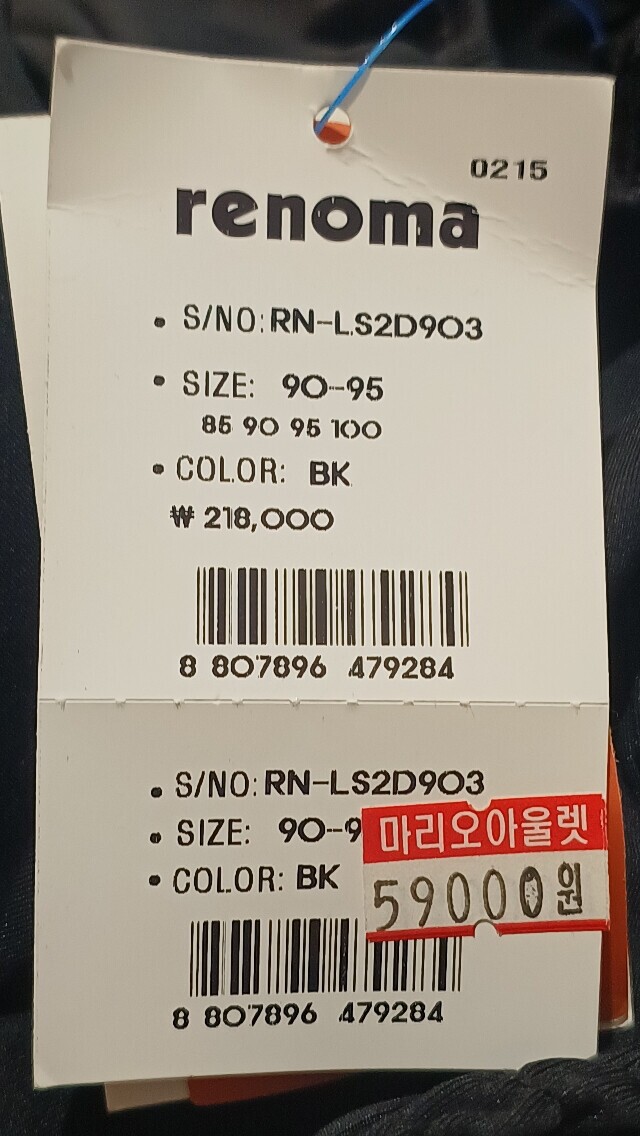 0215
renoma
• S/NO: RN-LS2D903
• SIZE: 90-95
85 90 95 100
• COLOR: BK
₩ 218,000
8 807896 479284
• S/NO: RN-LS2D903
• SIZE: 90-9
마리오아울렛
• COLOR: BK
59000원
8 807896 479284